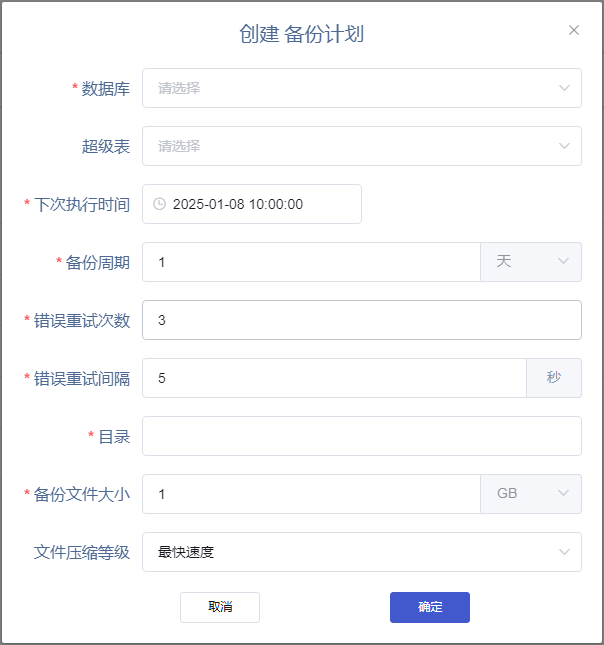 创建 备份计划
* 数据库 请选择
超级表 请选择
* 下次执行时间 2025-01-08 10:00:00
* 备份周期 1 天
* 错误重试次数 3
* 错误重试间隔 5 秒
* 目录
* 备份文件大小 1 GB
文件压缩等级 最快速度
取消 确定